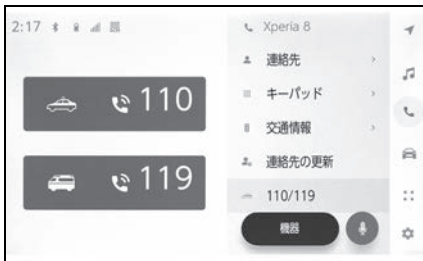 2:17
110
119
Xperia 8
連絡先
キーパッド
交通情報
連絡先の更新
110/119
機器